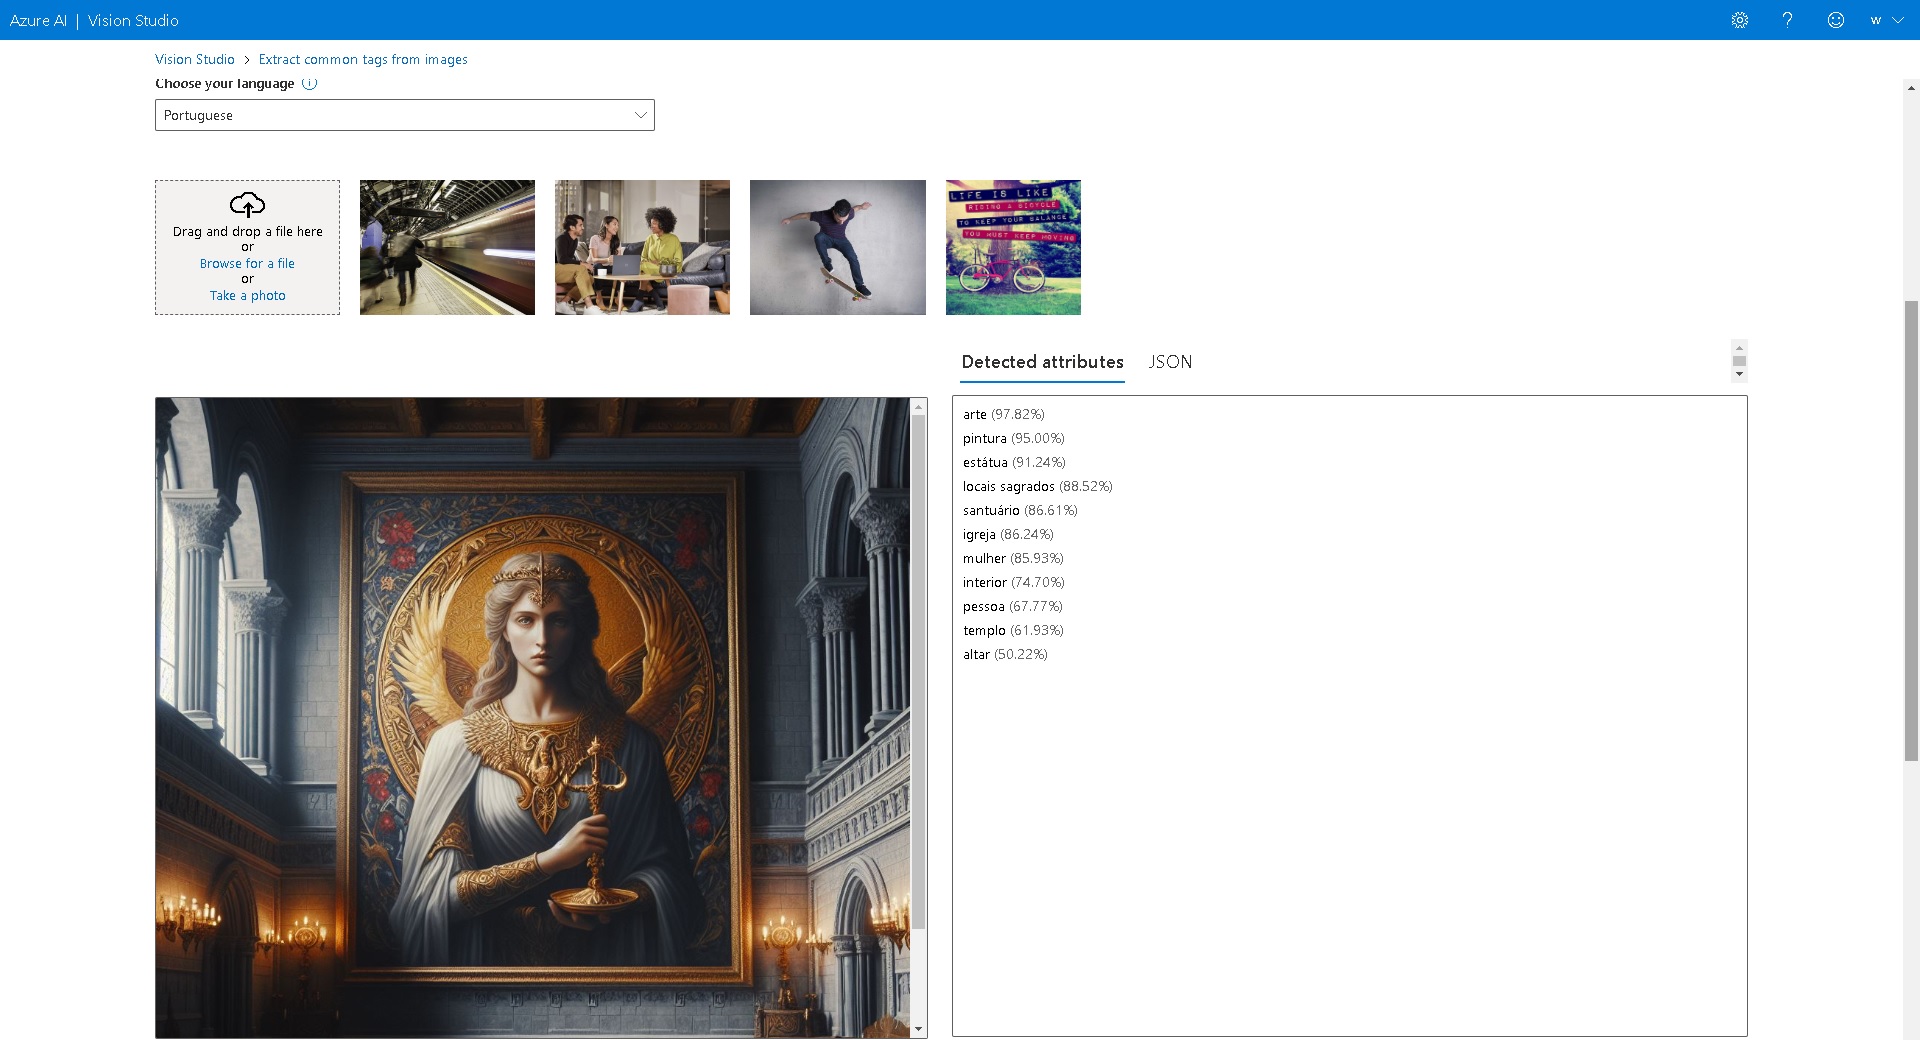 Azure AI | Vision Studio
?
w
Vision Studio > Extract common tags from images
Choose your language
Portuguese
Drag and drop a file here
or
Browse for a file
or
Take a photo
LIFE IS LIKE
RIDING A BICYCLE
TO KEEP YOUR BALANCE
YOU MUST KEEP MOVING
Detected attributes
JSON
arte (97.82%)
pintura (95.00%)
estátua (91.24%)
locais sagrados (88.52%)
santuário (86.61%)
igreja (86.24%)
mulher (85.93%)
interior (74.70%)
pessoa (67.77%)
templo (61.93%)
altar (50.22%)